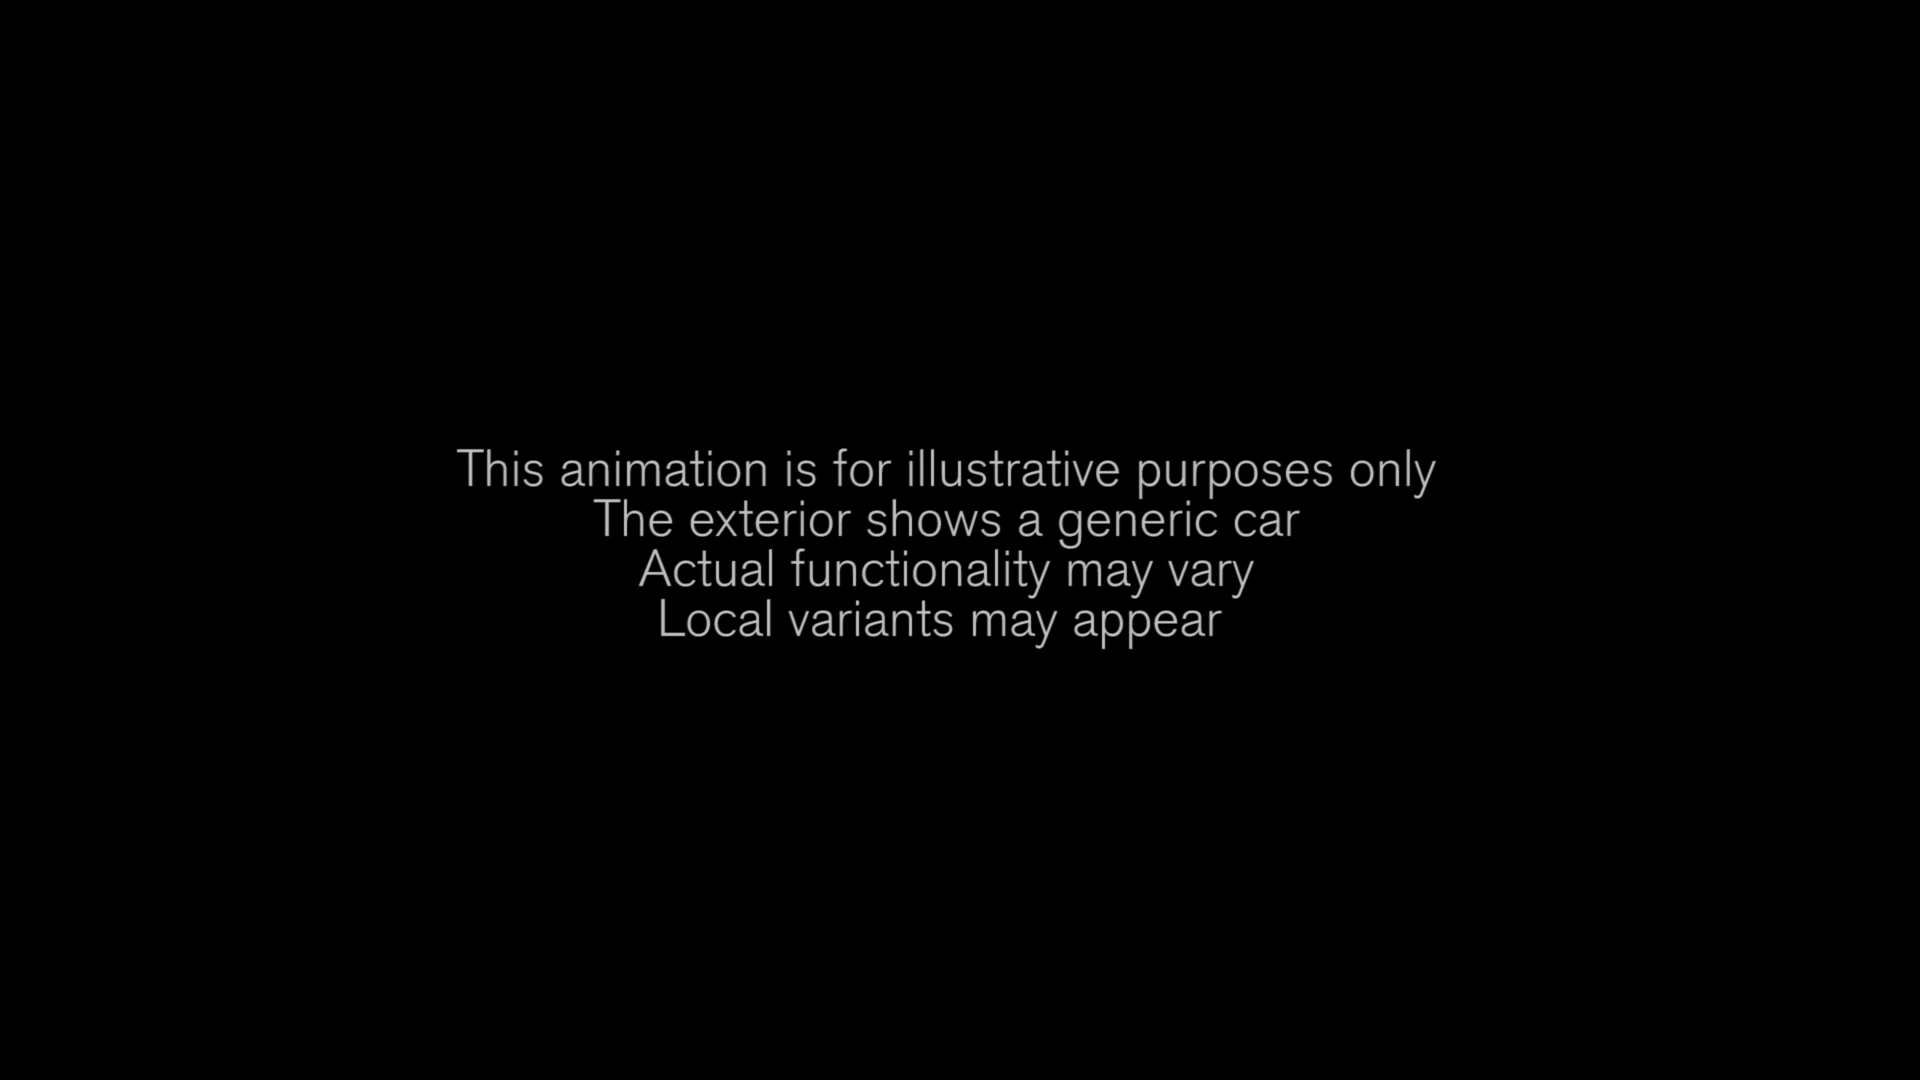 This animation is for illustrative purposes only
The exterior shows a generic car
Actual functionality may vary
Local variants may appear